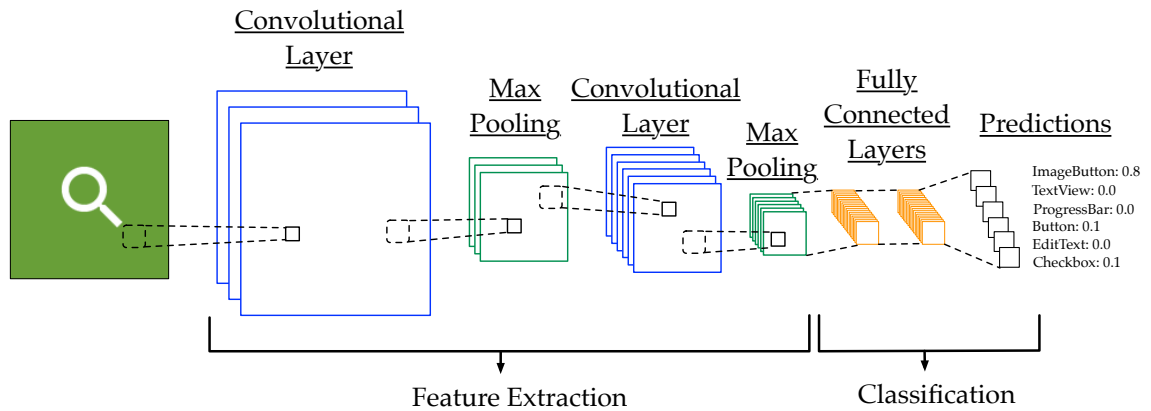 Convolutional
Layer
Max
Pooling
Convolutional
Layer
Max
Pooling
Fully
Connected
Layers
Predictions
ImageButton: 0.8
TextView: 0.0
ProgressBar: 0.0
Button: 0.1
EditText: 0.0
Checkbox: 0.1
Feature Extraction
Classification